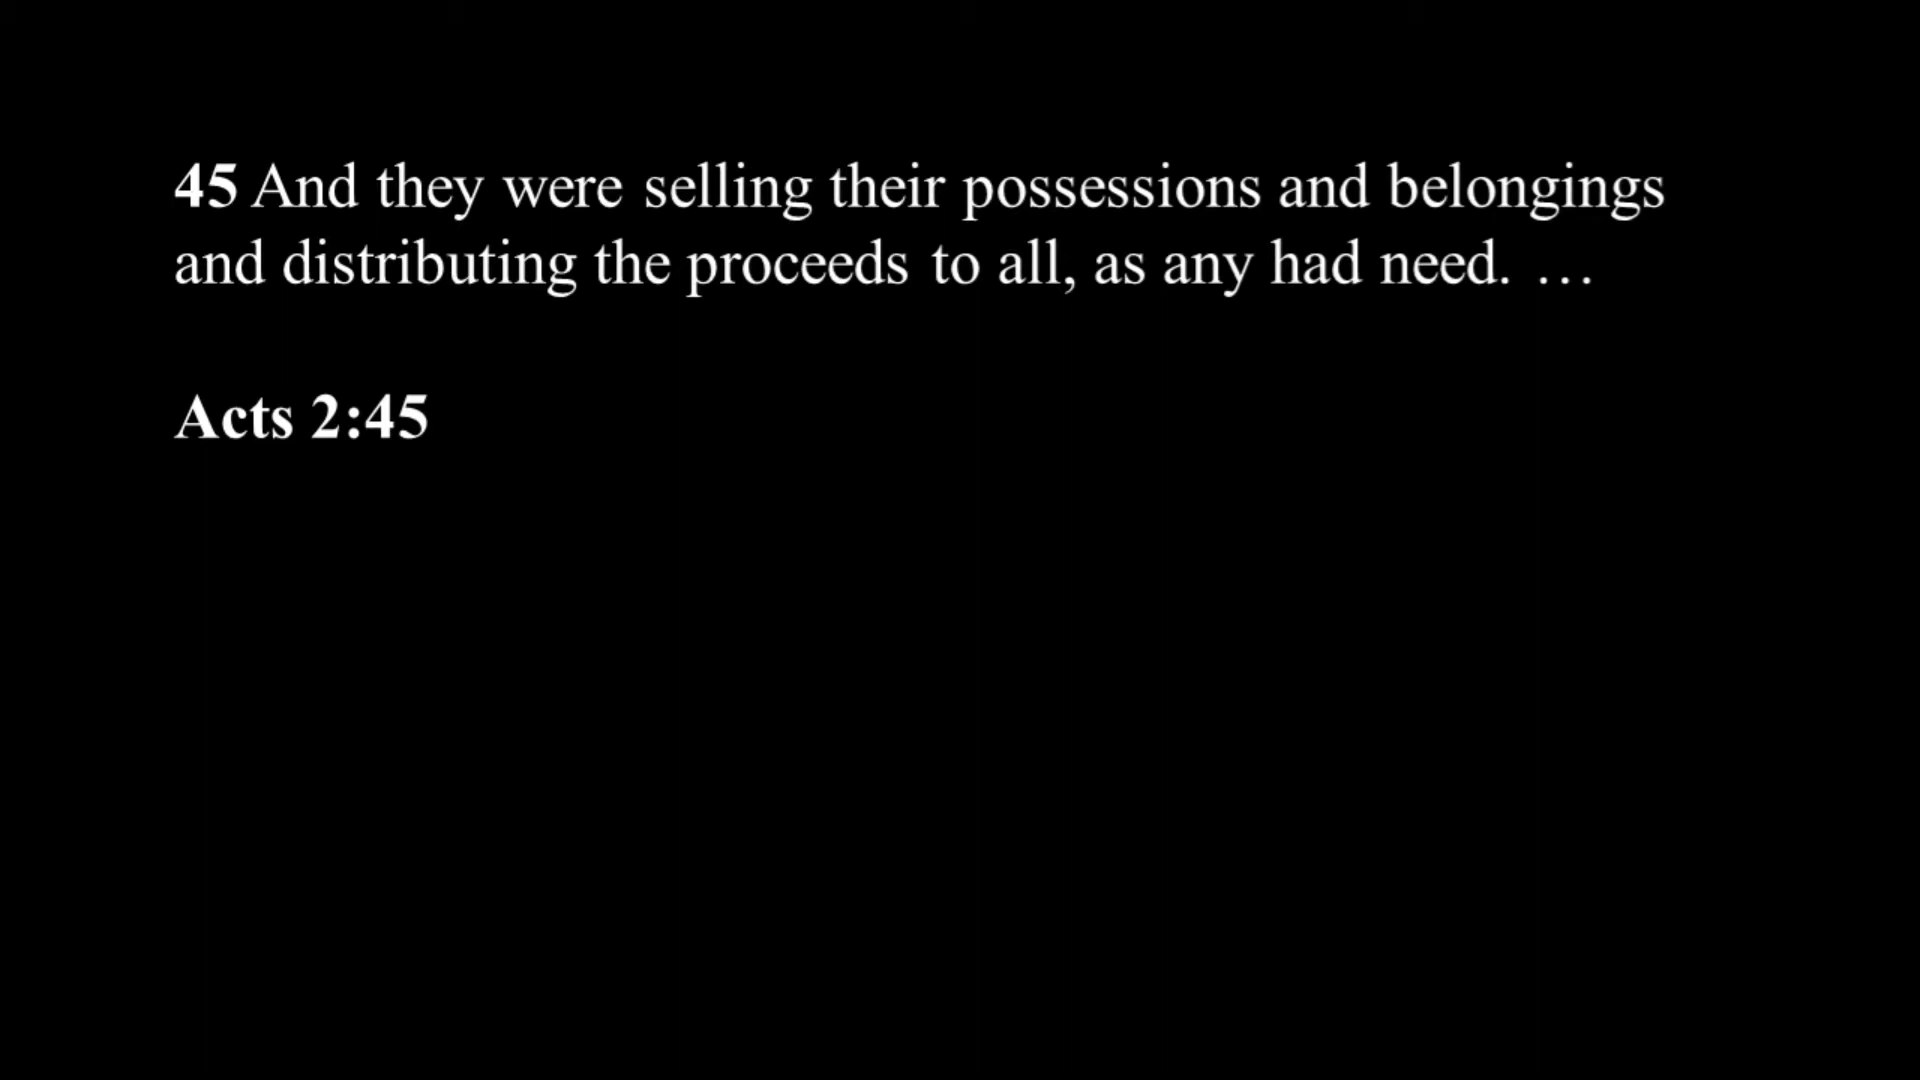 45 And they were selling their possessions and belongings
and distributing the proceeds to all, as any had need. …
Acts 2:45